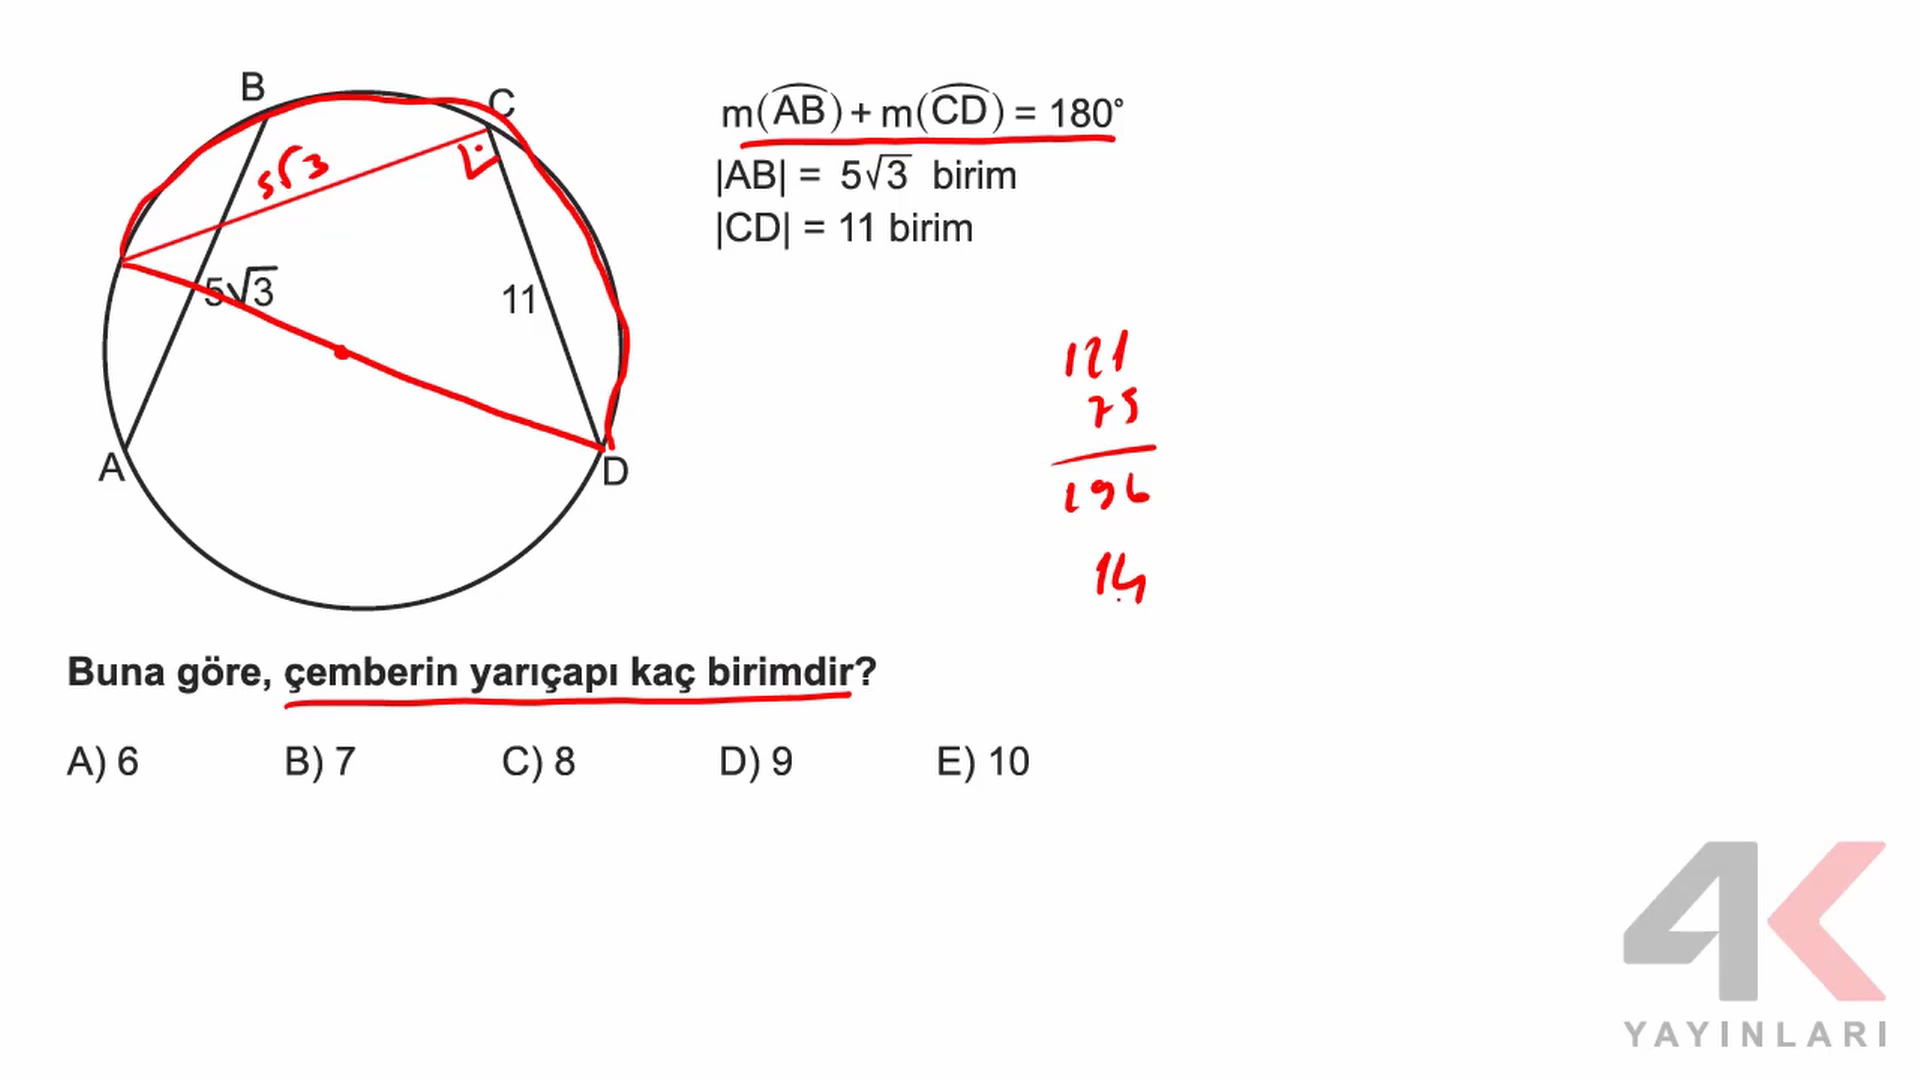 B
C
m(AB) + m(CD) = 180°
5√3
|AB| = 5√3 birim
|CD| = 11 birim
5√3
11
121
75
196
14
A
D
Buna göre, çemberin yarıçapı kaç birimdir?
A) 6 B) 7 C) 8 D) 9 E) 10
4K
YAYINLARI